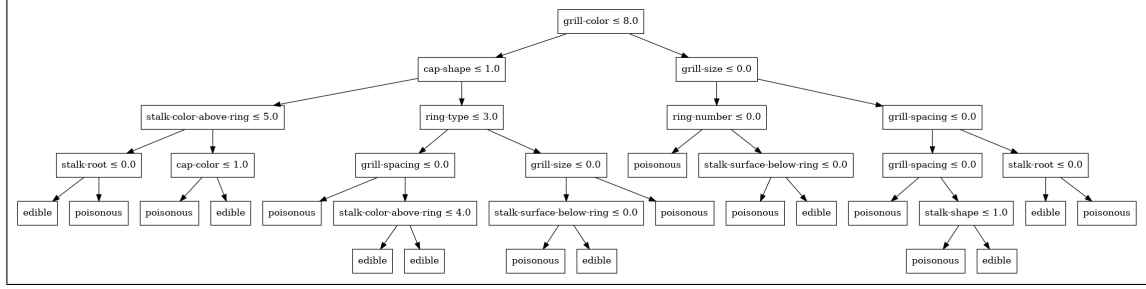 grill-color ≤ 8.0
cap-shape ≤ 1.0 grill-size ≤ 0.0
stalk-color-above-ring ≤ 5.0 ring-type ≤ 3.0 ring-number ≤ 0.0 grill-spacing ≤ 0.0
stalk-root ≤ 0.0 cap-color ≤ 1.0 grill-spacing ≤ 0.0 grill-size ≤ 0.0 poisonous stalk-surface-below-ring ≤ 0.0 grill-spacing ≤ 0.0 stalk-root ≤ 0.0
edible poisonous poisonous edible poisonous stalk-color-above-ring ≤ 4.0 stalk-surface-below-ring ≤ 0.0 poisonous poisonous edible poisonous stalk-shape ≤ 1.0 edible poisonous
edible edible poisonous edible poisonous edible